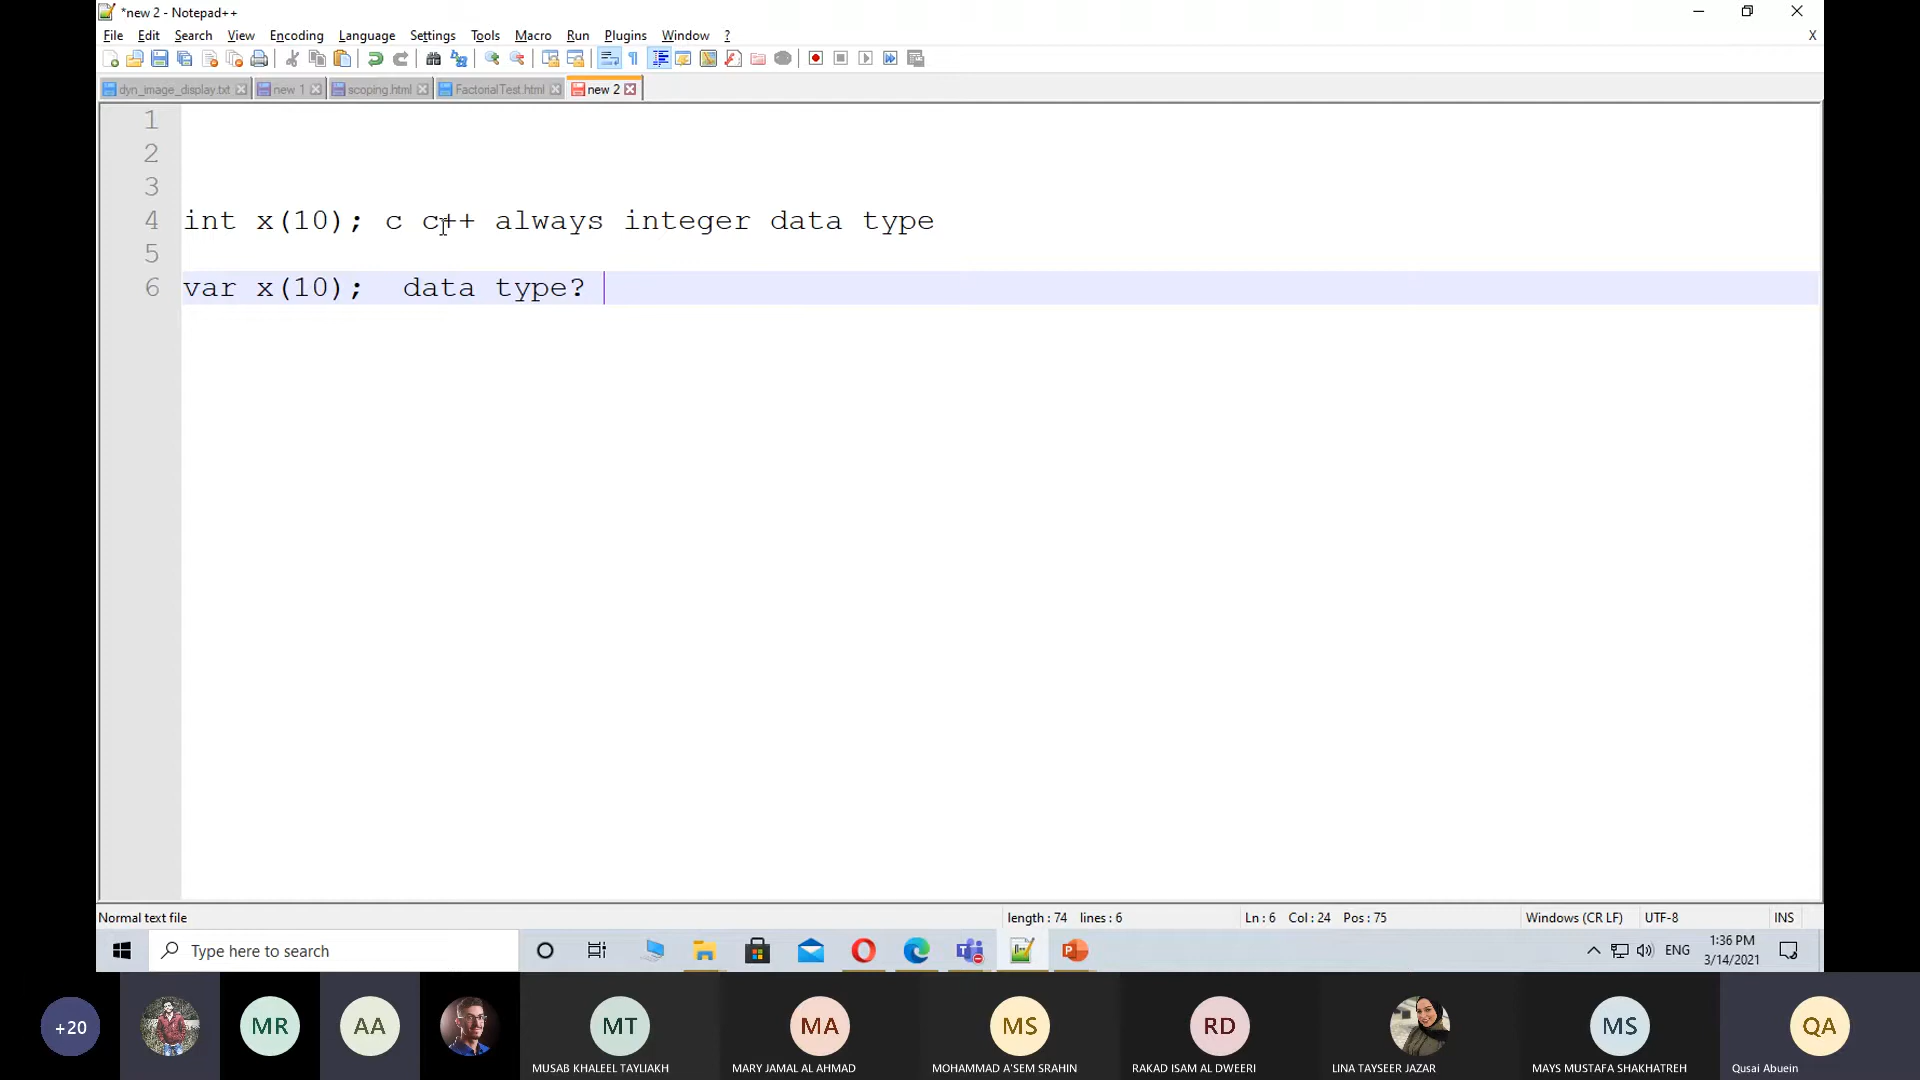 *new 2 - Notepad++
File Edit Search View Encoding Language Settings Tools Macro Run Plugins Window ? X
dyn_image_display.txt new 1 scoping.html FactorialTest.html new 2
1
2
3
4 int x(10); c c++ always integer data type
5
6 var x(10);  data type?
Normal text file length : 74 lines : 6 Ln : 6 Col : 24 Pos : 75 Windows (CR LF) UTF-8 INS
Type here to search ENG 1:36 PM
3/14/2021
+20 MR AA MT MA MS RD MS QA
MUSAB KHALEEL TAYLIAKH MARY JAMAL AL AHMAD MOHAMMAD A'SEM SRAHIN RAKAD ISAM AL DWEERI LINA TAYSEER JAZAR MAYS MUSTAFA SHAKHATREH Qusai Abuein